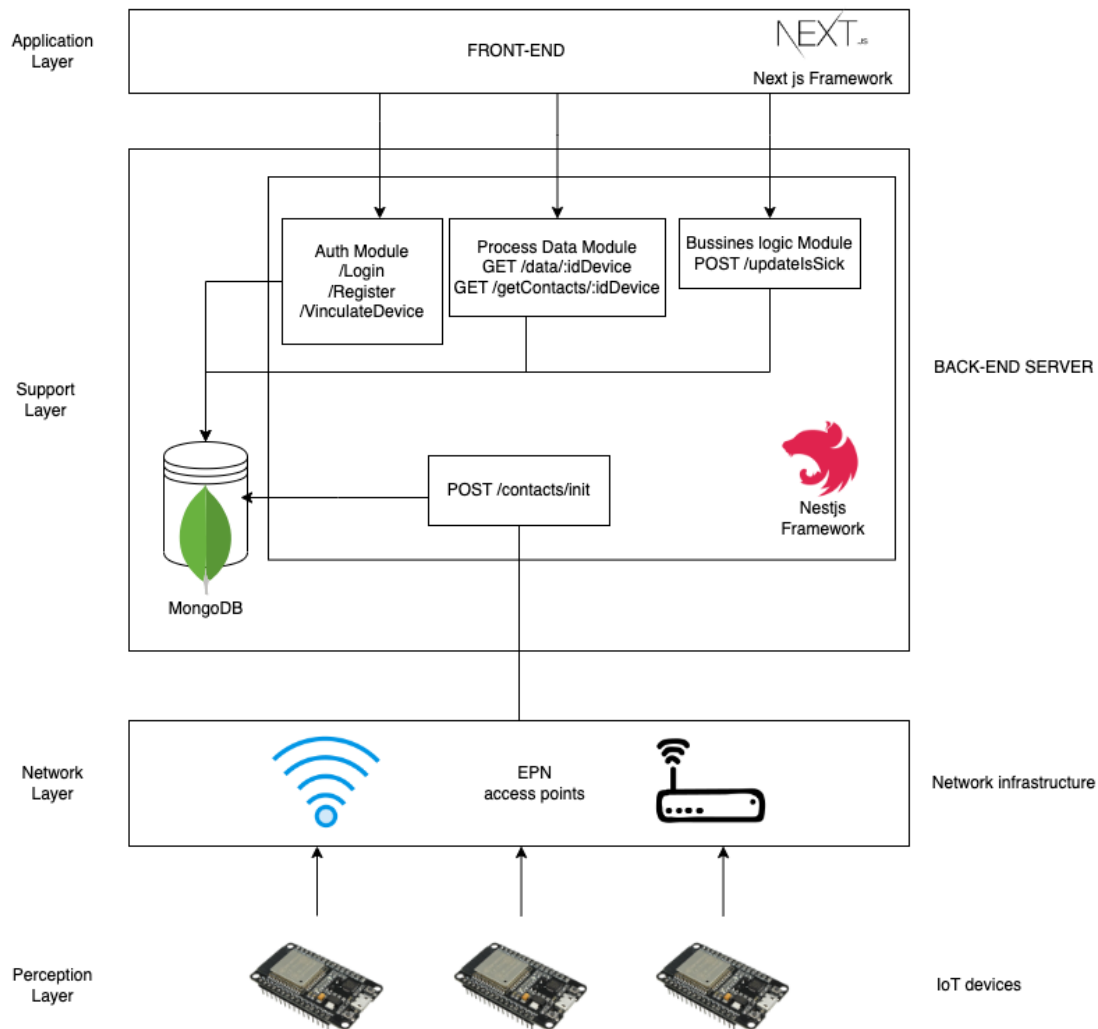 Application
Layer
FRONT-END
NEXT.JS
Next js Framework
Auth Module
/Login
/Register
/VinculateDevice
Process Data Module
GET /data/:idDevice
GET /getContacts/:idDevice
Bussines logic Module
POST /updateIsSick
Support
Layer
BACK-END SERVER
POST /contacts/init
Nestjs
Framework
MongoDB
Network
Layer
EPN
access points
Network infrastructure
Perception
Layer
IoT devices